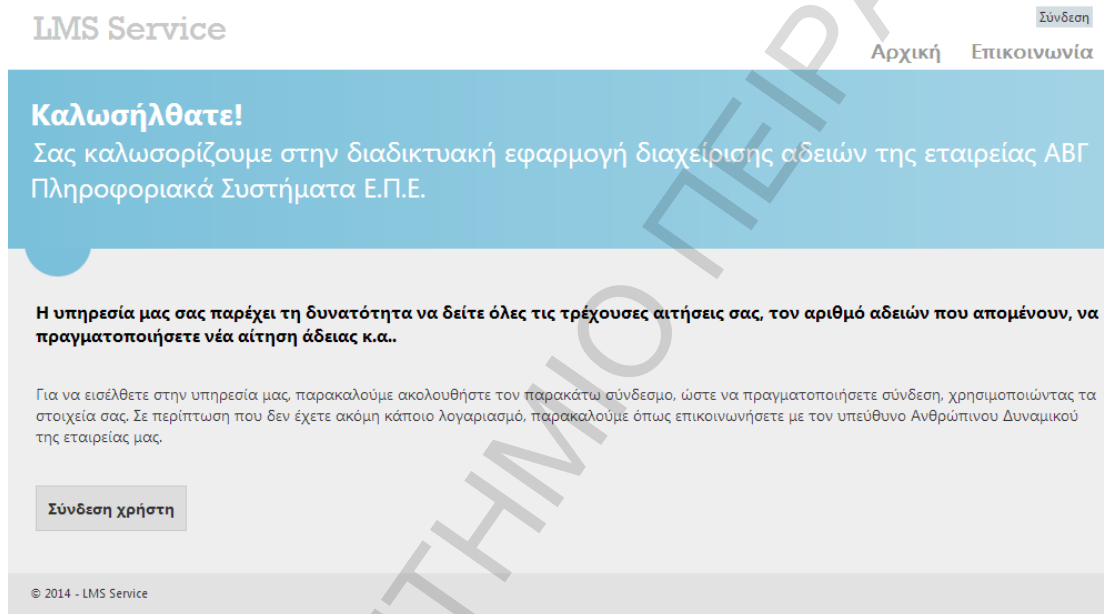 LMS Service
Σύνδεση
Αρχική Επικοινωνία
Καλωσήλθατε!
Σας καλωσορίζουμε στην διαδικτυακή εφαρμογή διαχείρισης αδειών της εταιρείας ΑΒΓ
Πληροφοριακά Συστήματα Ε.Π.Ε.
Η υπηρεσία μας σας παρέχει τη δυνατότητα να δείτε όλες τις τρέχουσες αιτήσεις σας, τον αριθμό αδειών που απομένουν, να
πραγματοποιήσετε νέα αίτηση άδειας κ.α..
Για να εισέλθετε στην υπηρεσία μας, παρακαλούμε ακολουθήστε τον παρακάτω σύνδεσμο, ώστε να πραγματοποιήσετε σύνδεση, χρησιμοποιώντας τα
στοιχεία σας. Σε περίπτωση που δεν έχετε ακόμη κάποιο λογαριασμό, παρακαλούμε όπως επικοινωνήσετε με τον υπεύθυνο Ανθρώπινου Δυναμικού
της εταιρείας μας.
Σύνδεση χρήστη
© 2014 - LMS Service